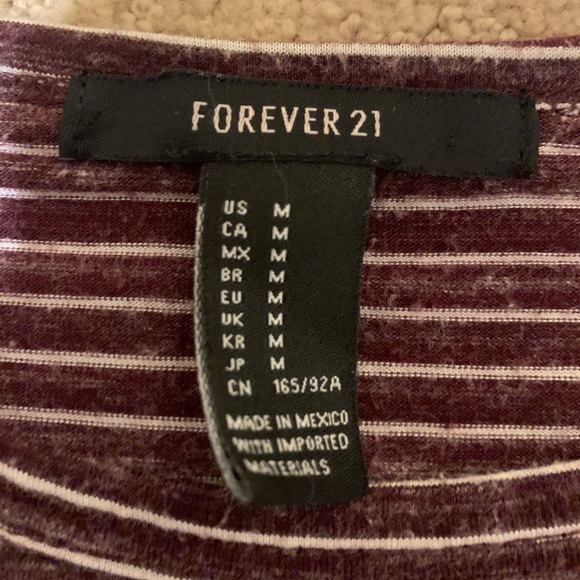 FOREVER 21
US M
CA M
MX M
BR M
EU M
UK M
KR M
JP M
CN 165/92A
MADE IN MEXICO
WITH IMPORTED
MATERIALS